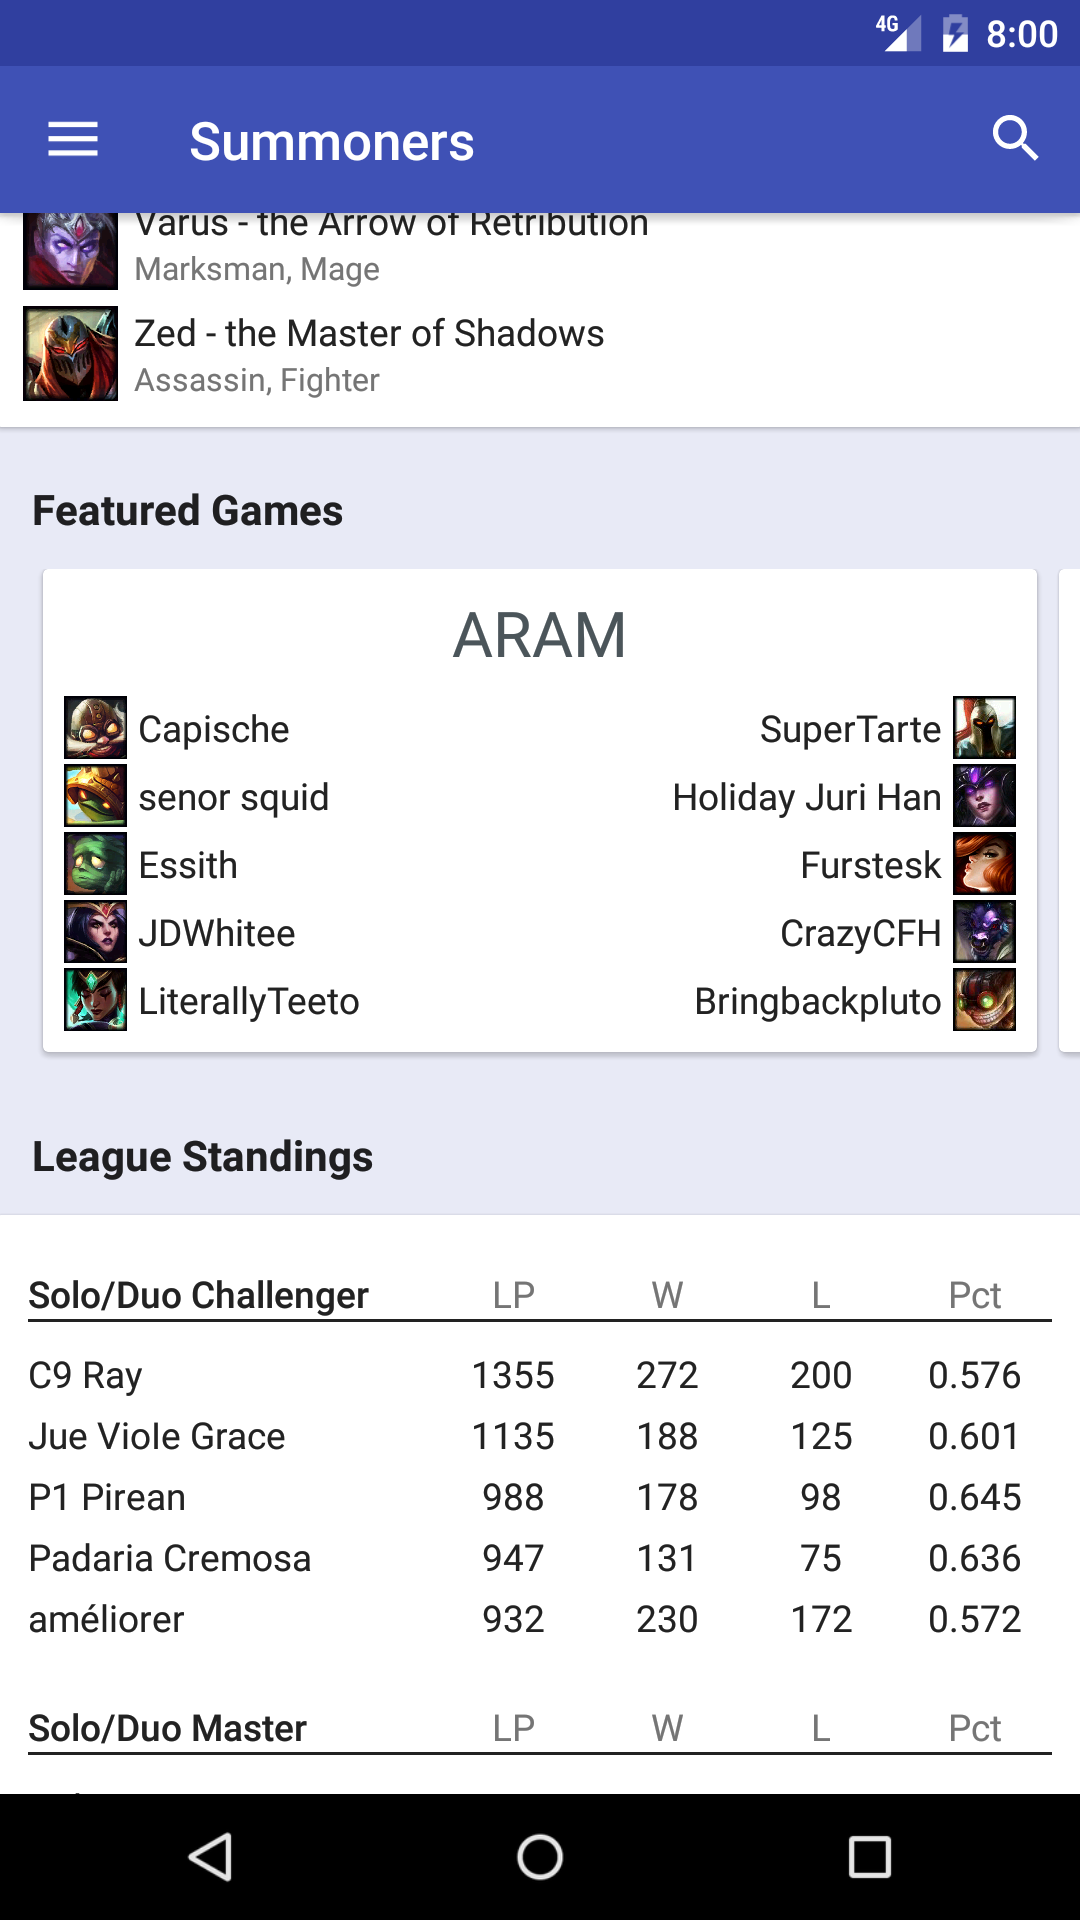 4G 8:00
Summoners
Varus - the Arrow of Retribution
Marksman, Mage
Zed - the Master of Shadows
Assassin, Fighter
Featured Games
ARAM
Capische SuperTarte
senor squid Holiday Juri Han
Essith Furstesk
JDWhitee CrazyCFH
LiterallyTeeto Bringbackpluto
League Standings
Solo/Duo Challenger LP W L Pct
C9 Ray 1355 272 200 0.576
Jue Viole Grace 1135 188 125 0.601
P1 Pirean 988 178 98 0.645
Padaria Cremosa 947 131 75 0.636
améliorer 932 230 172 0.572
Solo/Duo Master LP W L Pct